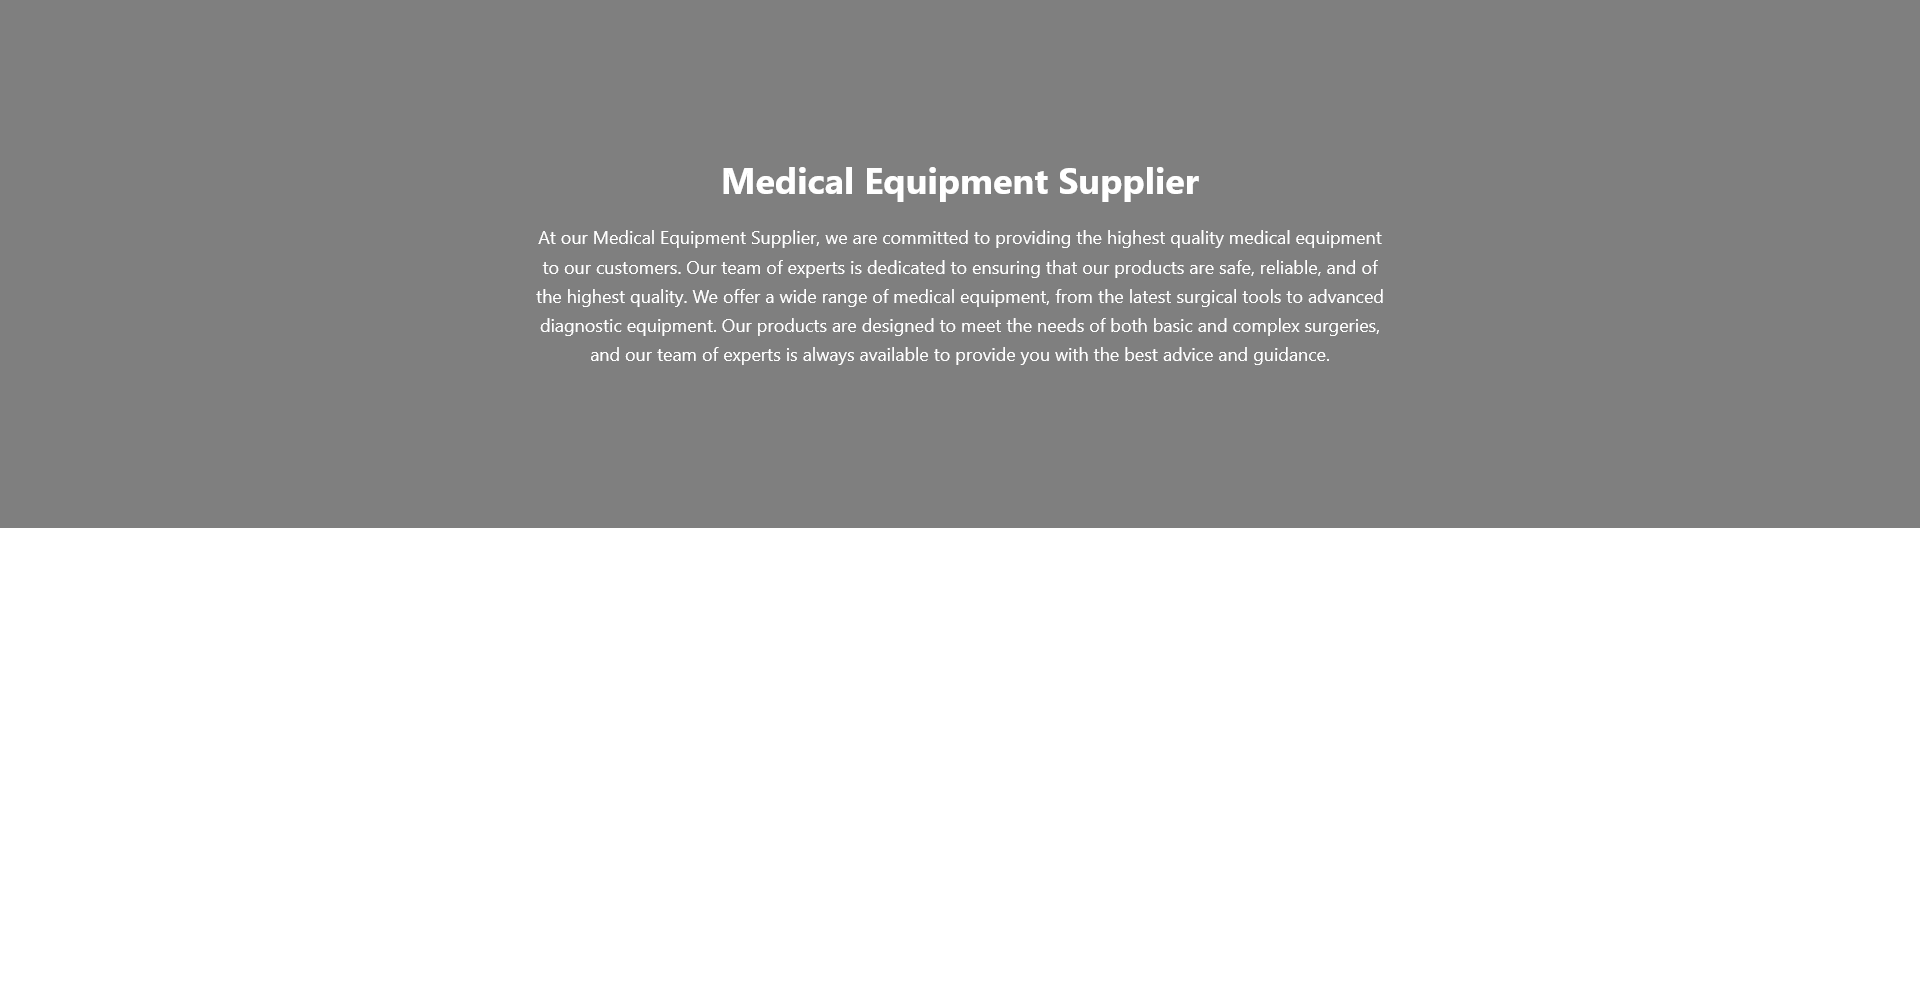 Medical Equipment Supplier
At our Medical Equipment Supplier, we are committed to providing the highest quality medical equipment
to our customers. Our team of experts is dedicated to ensuring that our products are safe, reliable, and of
the highest quality. We offer a wide range of medical equipment, from the latest surgical tools to advanced
diagnostic equipment. Our products are designed to meet the needs of both basic and complex surgeries,
and our team of experts is always available to provide you with the best advice and guidance.